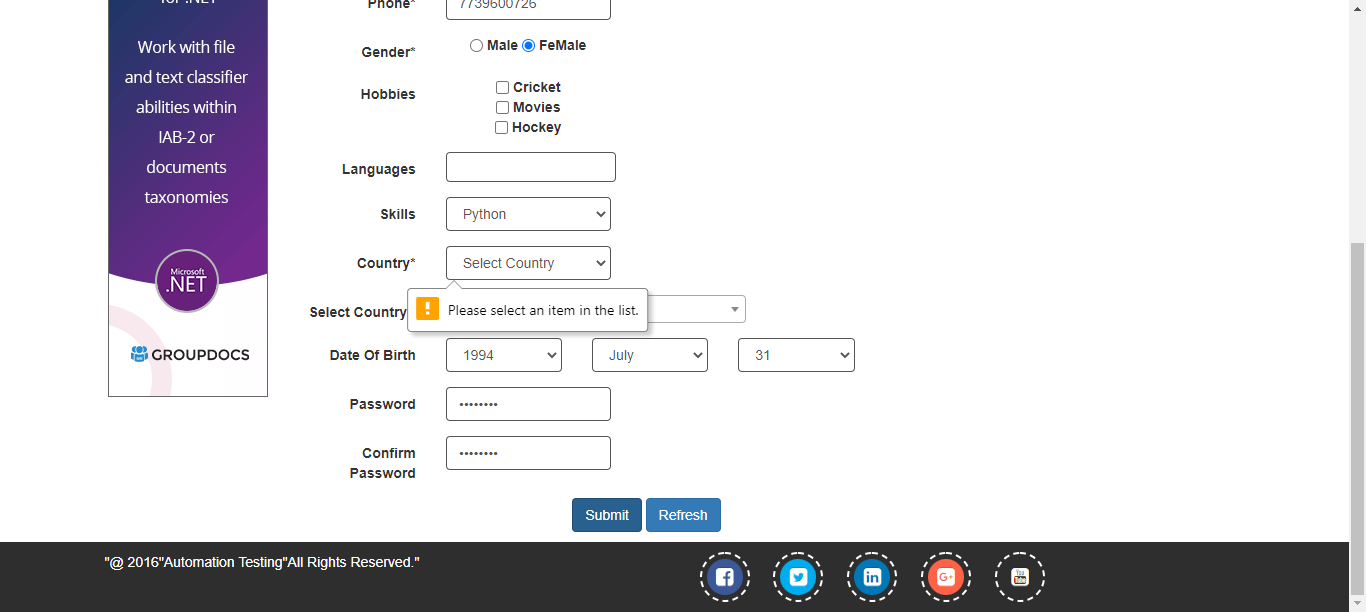 for .NET
Work with file
and text classifier
abilities within
IAB-2 or
documents
taxonomies
Microsoft
.NET
GROUPDOCS
Phone*
7739600726
Gender*
Male FeMale
Hobbies
Cricket
Movies
Hockey
Languages
Skills
Python
Country*
Select Country
Please select an item in the list.
Select Country
Date Of Birth
1994 July 31
Password
••••••••
Confirm
Password
••••••••
Submit Refresh
"@ 2016"Automation Testing"All Rights Reserved."
You
Tube
G+
in